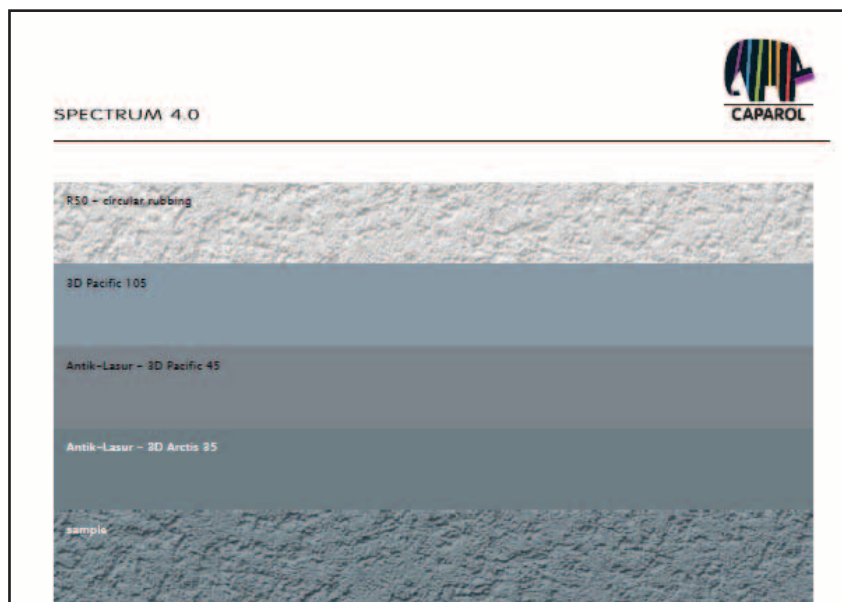 CAPAROL
SPECTRUM 4.0
R50 - circular rubbing
3D Pacific 105
Antik-Lasur - 3D Pacific 45
Antik-Lasur - 3D Arctis 35
sample